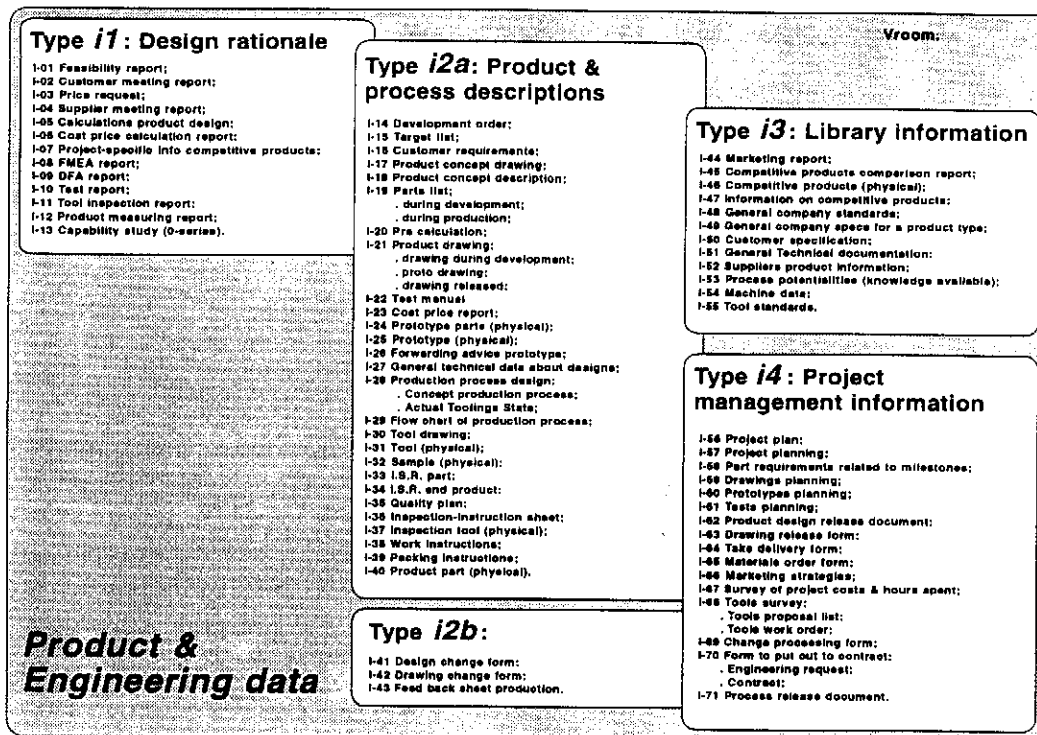 Vroom:
Type i1: Design rationale
I-01 Feasibility report;
I-02 Customer meeting report;
I-03 Price request;
I-04 Supplier meeting report;
I-05 Calculations product design;
I-06 Cost price calculation report;
I-07 Project-specific info competitive products;
I-08 FMEA report;
I-09 DFA report;
I-10 Test report;
I-11 Tool inspection report;
I-12 Product measuring report;
I-13 Capability study (0-series).
Type i2a: Product &
process descriptions
I-14 Development order;
I-15 Target list;
I-16 Customer requirements;
I-17 Product concept drawing;
I-18 Product concept description;
I-19 Parts list;
. during development;
. during production;
I-20 Pre calculation;
I-21 Product drawing;
. drawing during development;
. proto drawing;
. drawing released;
I-22 Test manual
I-23 Cost price report;
I-24 Prototype parts (physical);
I-25 Prototype (physical);
I-26 Forwarding advice prototype;
I-27 General technical data about designs;
I-28 Production process design;
. Concept production process;
. Actual Toolings State;
I-29 Flow chart of production process;
I-30 Tool drawing;
I-31 Tool (physical);
I-32 Sample (physical);
I-33 I.S.R. part;
I-34 I.S.R. end product;
I-35 Quality plan;
I-36 Inspection-instruction sheet;
I-37 Inspection tool (physical);
I-38 Work instructions;
I-39 Packing instructions;
I-40 Product part (physical).
Type i2b:
I-41 Design change form;
I-42 Drawing change form;
I-43 Feed back sheet production.
Type i3: Library information
I-44 Marketing report;
I-45 Competitive products comparison report;
I-46 Competitive products (physical);
I-47 Information on competitive products;
I-48 General company standards;
I-49 General company specs for a product type;
I-50 Customer specification;
I-51 General Technical documentation;
I-52 Suppliers product information;
I-53 Process potentialities (knowledge available);
I-54 Machine data;
I-55 Tool standards.
Type i4: Project
management information
I-56 Project plan;
I-57 Project planning;
I-58 Part requirements related to milestones;
I-59 Drawings planning;
I-60 Prototypes planning;
I-61 Tests planning;
I-62 Product design release document;
I-63 Drawing release form;
I-64 Take delivery form;
I-65 Materials order form;
I-66 Marketing strategies;
I-67 Survey of project costs & hours spent;
I-68 Tools survey;
. Tools proposal list;
. Tools work order;
I-69 Change processing form;
I-70 Form to put out to contract;
. Engineering request;
. Contract;
I-71 Process release document.
Product &
Engineering data